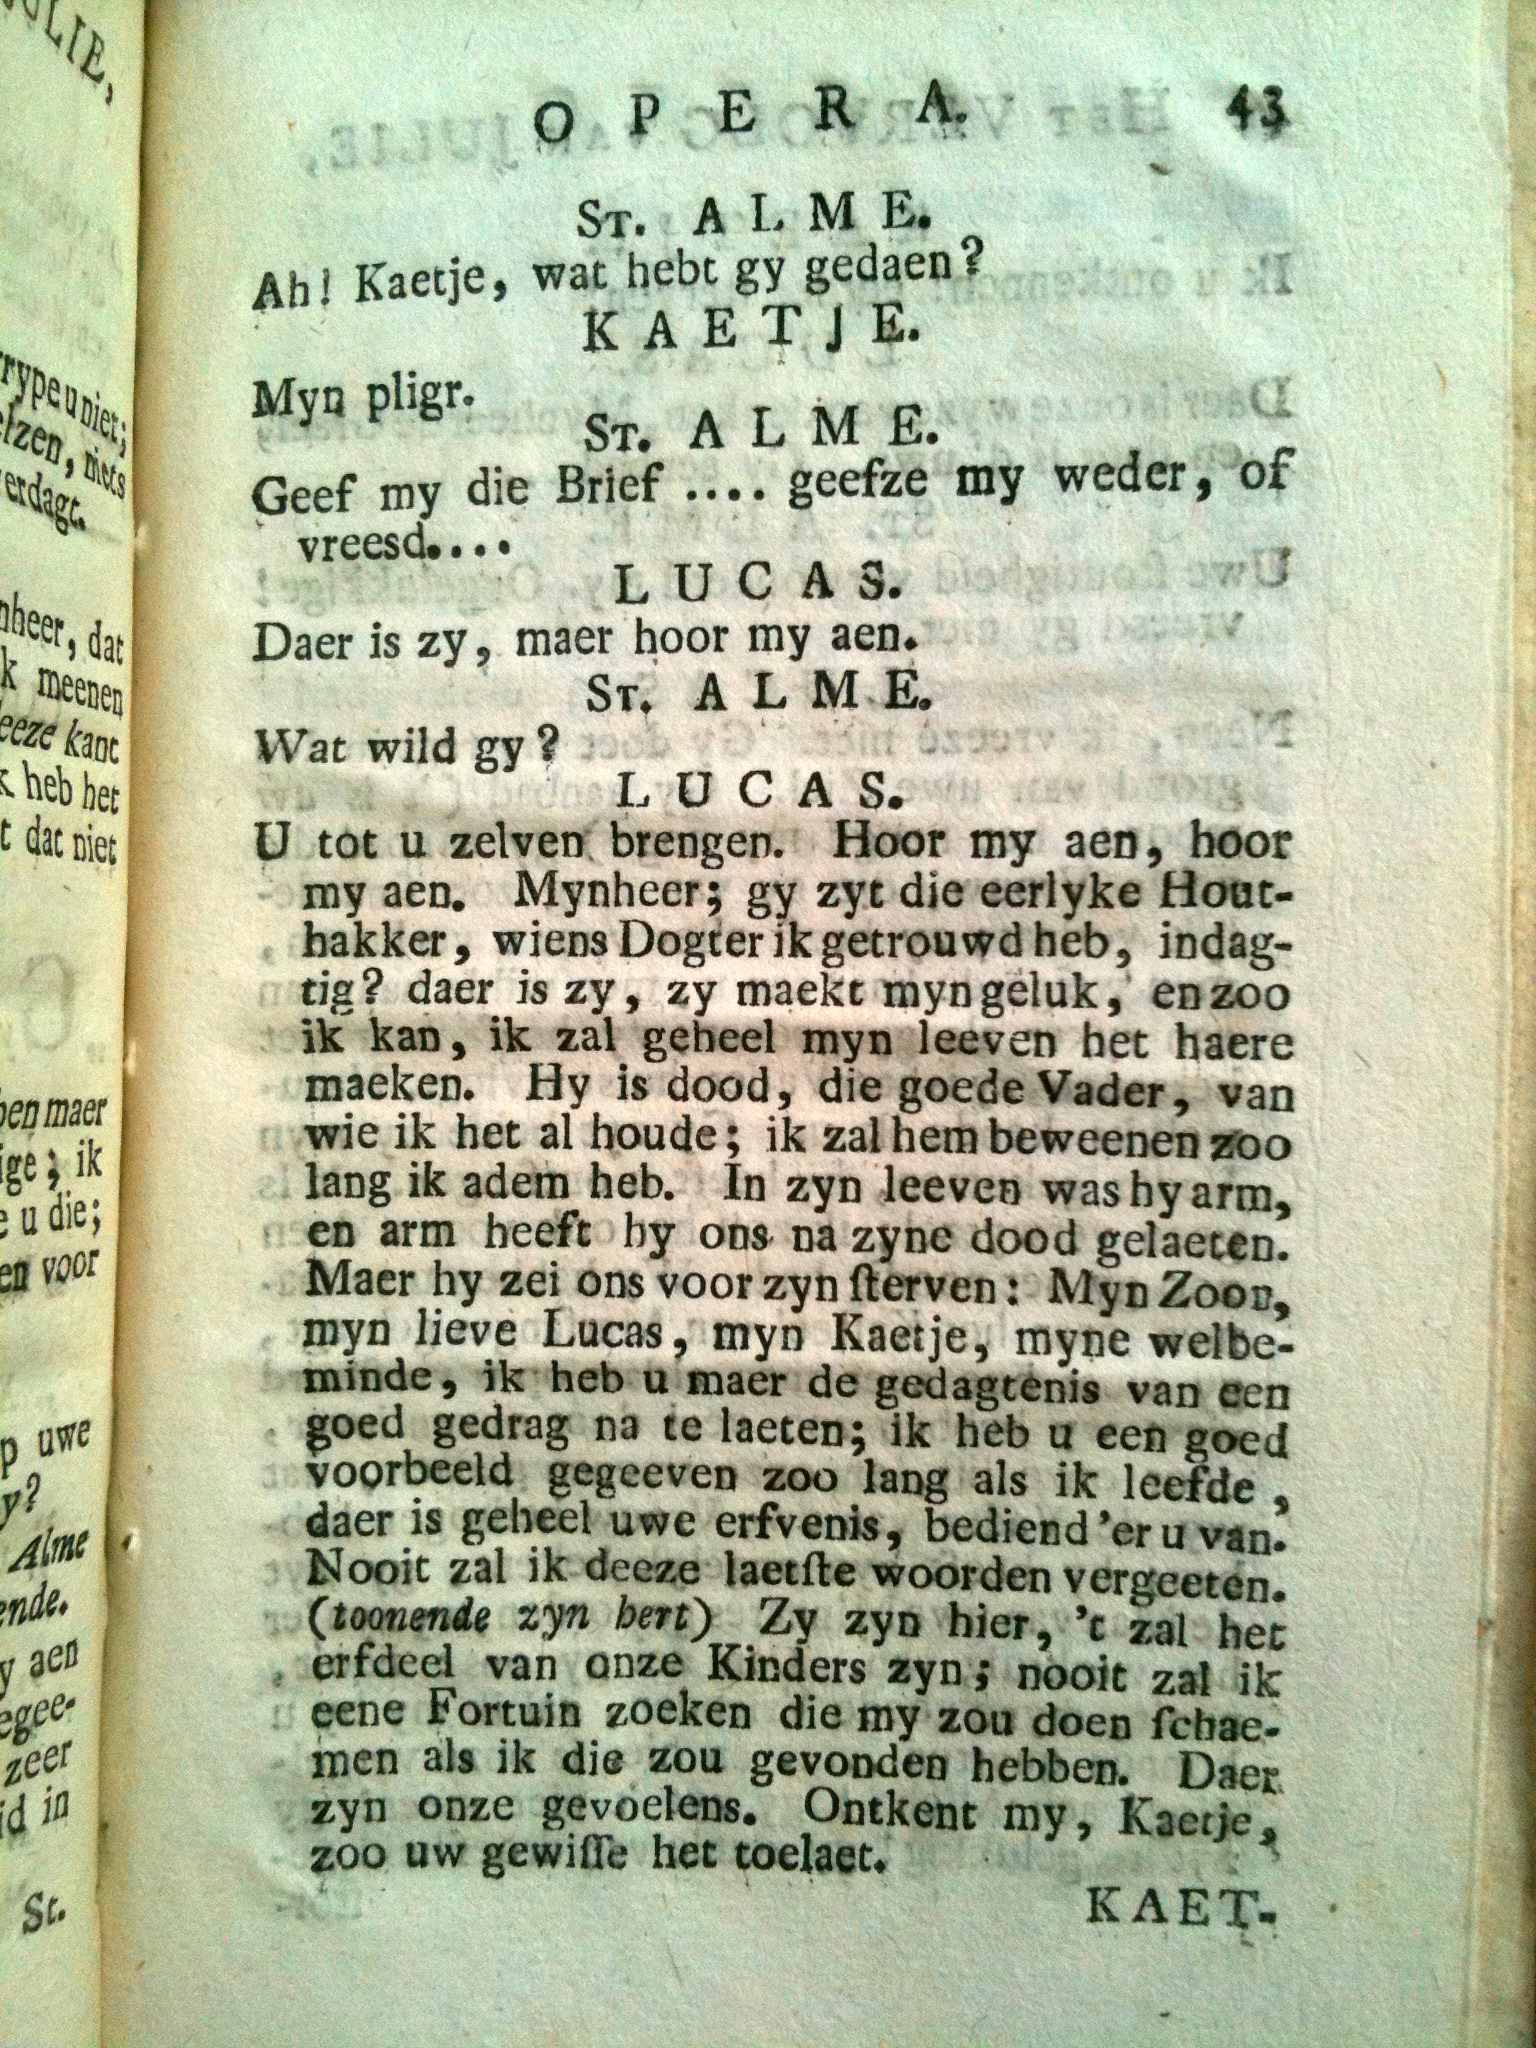 OPERA. 43
St. ALME.
Ah! Kaetje, wat hebt gy gedaen?
KAETJE.
Myn pligr.
St. ALME.
Geef my die Brief .... geefze my weder, of
vreesd....
LUCAS.
Daer is zy, maer hoor my aen.
St. ALME.
Wat wild gy?
LUCAS.
U tot u zelven brengen. Hoor my aen, hoor
my aen. Mynheer; gy zyt die eerlyke Hout-
hakker, wiens Dogter ik getrouwd heb, indag-
tig? daer is zy, zy maekt myn geluk, en zoo
ik kan, ik zal geheel myn leeven het haere
maeken. Hy is dood, die goede Vader, van
wie ik het al houde; ik zal hem beweenen zoo
lang ik adem heb. In zyn leeven was hy arm,
en arm heeft hy ons na zyne dood gelaeten.
Maer hy zei ons voor zyn ſterven: Myn Zoon,
myn lieve Lucas, myn Kaetje, myne welbe-
minde, ik heb u maer de gedagtenis van een
goed gedrag na te laeten; ik heb u een goed
voorbeeld gegeeven zoo lang als ik leefde,
daer is geheel uwe erfvenis, bediend 'er u van.
Nooit zal ik deeze laetſte woorden vergeeten.
(toonende zyn hert) Zy zyn hier, 't zal het
erfdeel van onze Kinders zyn; nooit zal ik
eene Fortuin zoeken die my zou doen ſchae-
men als ik die zou gevonden hebben. Daer
zyn onze gevoelens. Ontkent my, Kaetje,
zoo uw gewiſſe het toelaet.
KAET-